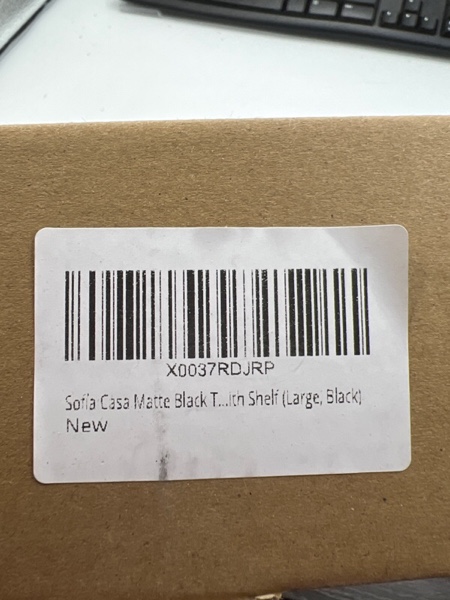 X0037RDJRP
Sofia Casa Matte Black T...ith Shelf (Large, Black)
New